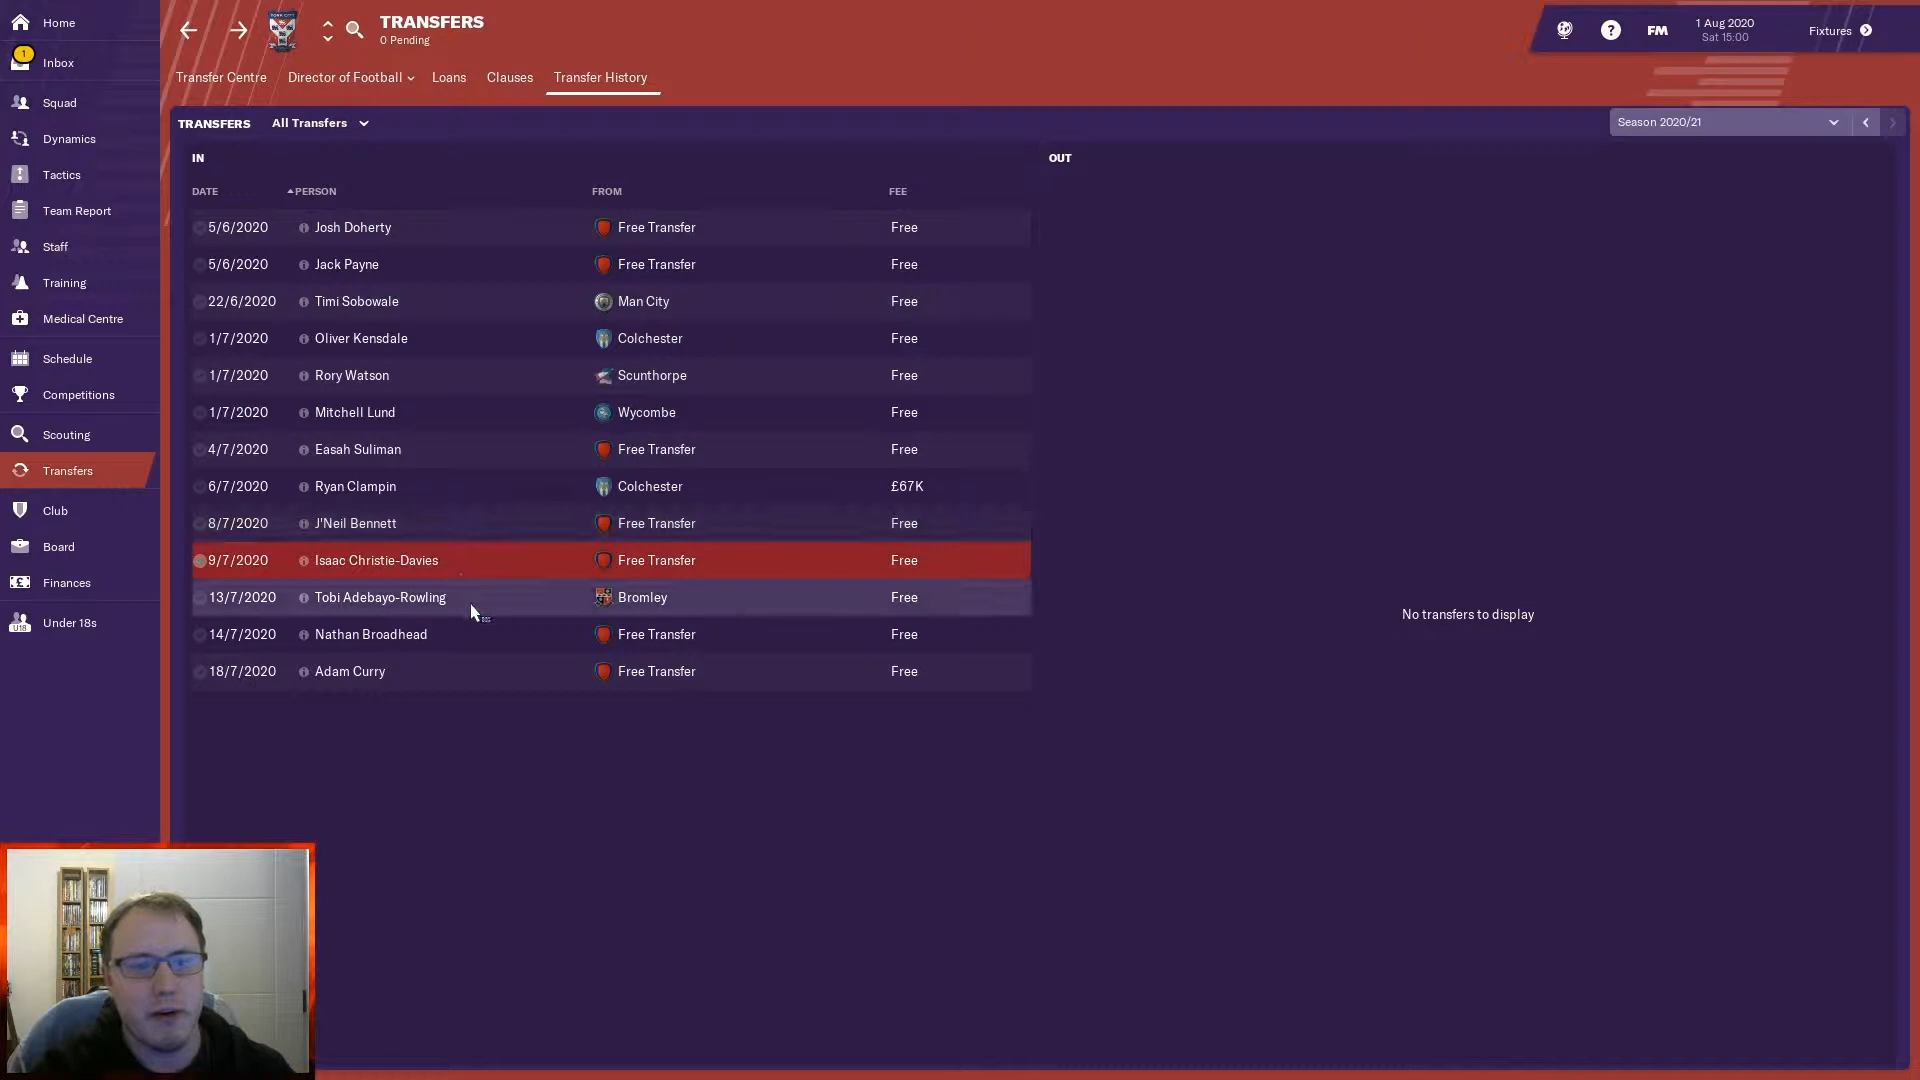 Home
1
Inbox
Squad
Dynamics
Tactics
Team Report
Staff
Training
Medical Centre
Schedule
Competitions
Scouting
Transfers
Club
Board
Finances
U18
Under 18s
YORK CITY
TRANSFERS
0 Pending
?
FM
1 Aug 2020
Sat 15:00
Fixtures
Transfer Centre
Director of Football
Loans
Clauses
Transfer History
TRANSFERS
All Transfers
Season 2020/21
IN
OUT
DATE PERSON FROM FEE
5/6/2020 Josh Doherty Free Transfer Free
5/6/2020 Jack Payne Free Transfer Free
22/6/2020 Timi Sobowale Man City Free
1/7/2020 Oliver Kensdale Colchester Free
1/7/2020 Rory Watson Scunthorpe Free
1/7/2020 Mitchell Lund Wycombe Free
4/7/2020 Easah Suliman Free Transfer Free
6/7/2020 Ryan Clampin Colchester £67K
8/7/2020 J'Neil Bennett Free Transfer Free
9/7/2020 Isaac Christie-Davies Free Transfer Free
13/7/2020 Tobi Adebayo-Rowling Bromley Free
14/7/2020 Nathan Broadhead Free Transfer Free
18/7/2020 Adam Curry Free Transfer Free
No transfers to display